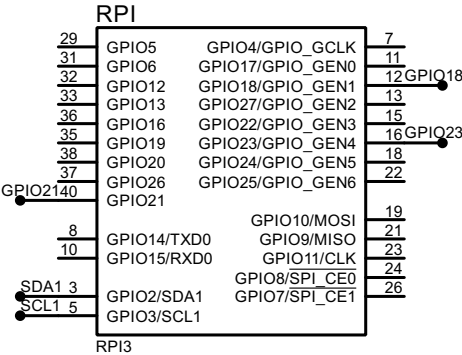 RPI
29 GPIO5 GPIO4/GPIO_GCLK 7
31 GPIO6 GPIO17/GPIO_GEN0 11
32 GPIO12 GPIO18/GPIO_GEN1 12 GPIO18
33 GPIO13 GPIO27/GPIO_GEN2 13
36 GPIO16 GPIO22/GPIO_GEN3 15
35 GPIO19 GPIO23/GPIO_GEN4 16 GPIO23
38 GPIO20 GPIO24/GPIO_GEN5 18
37 GPIO26 GPIO25/GPIO_GEN6 22
GPIO21 40 GPIO21
GPIO10/MOSI 19
8 GPIO14/TXD0 GPIO9/MISO 21
10 GPIO15/RXD0 GPIO11/CLK 23
GPIO8/SPI_CE0 24
SDA1 3 GPIO2/SDA1 GPIO7/SPI_CE1 26
SCL1 5 GPIO3/SCL1
RPI3